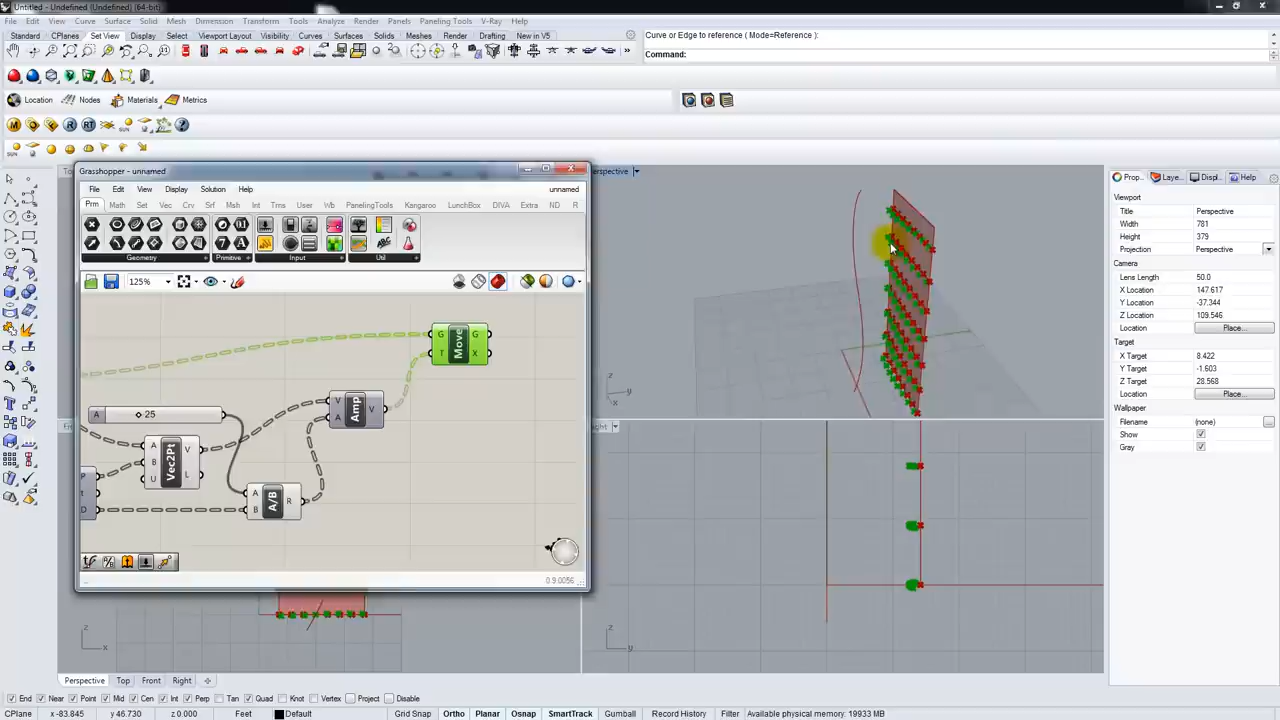 Untitled - Undefined (Undefined) (64-bit)
File Edit View Curve Surface Solid Mesh Dimension Transform Tools Analyze Render Panels Paneling Tools V-Ray Help
Standard CPlanes Set View Display Select Viewport Layout Visibility Curves Surfaces Solids Meshes Render Drafting New in V5
Curve or Edge to reference ( Mode=Reference ):
Command:
Location Nodes Materials Metrics
M R RT SUN
SUN
Grasshopper - unnamed
File Edit View Display Solution Help unnamed
Prm Math Set Vec Crv Srf Msh Int Trns User Wb PanelingTools Kangaroo LunchBox DIVA Extra ND R
Geometry Primitive Input Util
125%
G Move G
T X
A 25
V Amp V
A
A Vec2Pt V
B L
U
P
t
D
A A/B R
B
0.9.0056
Perspective
z
y
x
z
x
z
y
Perspective Top Front Right
Prop... Laye... Displ... Help
Viewport
Title Perspective
Width 781
Height 379
Projection Perspective
Camera
Lens Length 50.0
X Location 147.617
Y Location -37.344
Z Location 109.546
Location Place...
Target
X Target 8.422
Y Target -1.603
Z Target 28.568
Location Place...
Wallpaper
Filename (none) ...
Show
Gray
End Near Point Mid Cen Int Perp Tan Quad Knot Vertex Project Disable
CPlane x -83.845 y 46.730 z 0.000 Feet Default Grid Snap Ortho Planar Osnap SmartTrack Gumball Record History Filter Available physical memory: 19933 MB